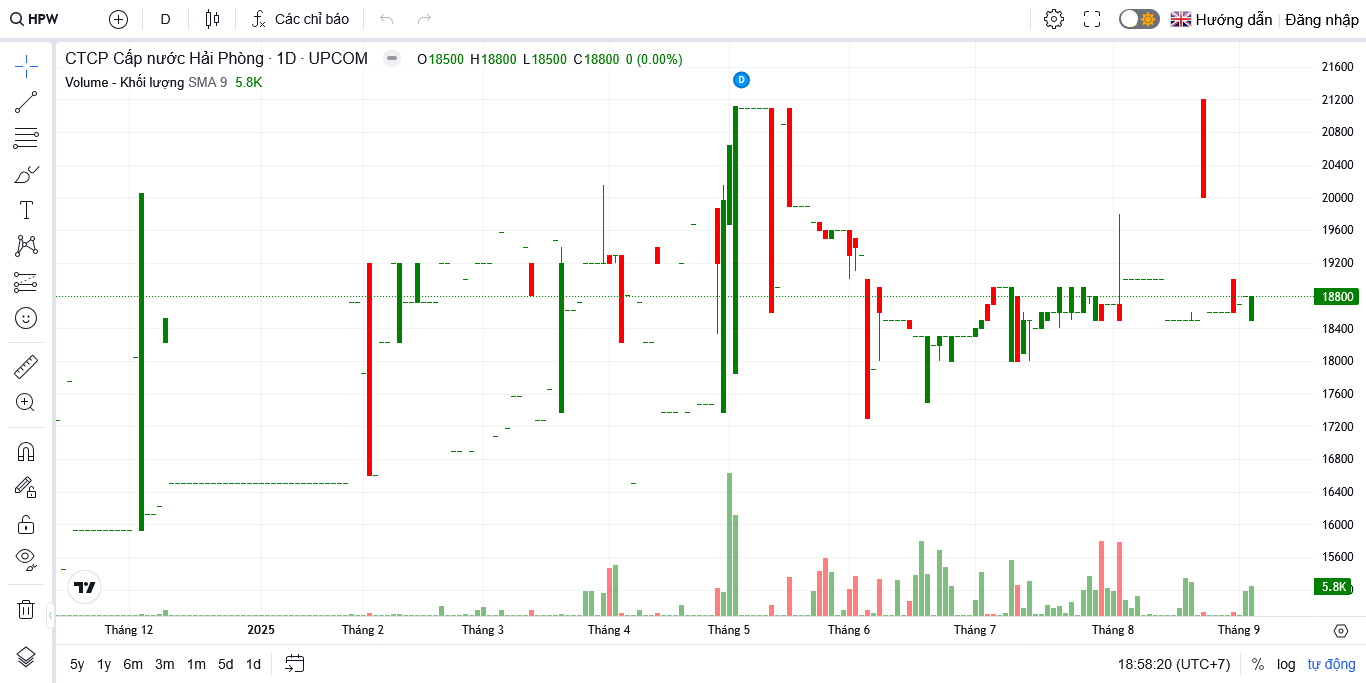 HPW D Các chỉ báo Hướng dẫn Đăng nhập
CTCP Cấp nước Hải Phòng · 1D · UPCOM O18500 H18800 L18500 C18800 0 (0.00%)
Volume - Khối lượng SMA 9 5.8K
D
21600
21200
20800
20400
20000
19600
19200
18800
18400
18000
17600
17200
16800
16400
16000
15600
5.8K
Tháng 12 2025 Tháng 2 Tháng 3 Tháng 4 Tháng 5 Tháng 6 Tháng 7 Tháng 8 Tháng 9
5y 1y 6m 3m 1m 5d 1d 18:58:20 (UTC+7) % log tự động